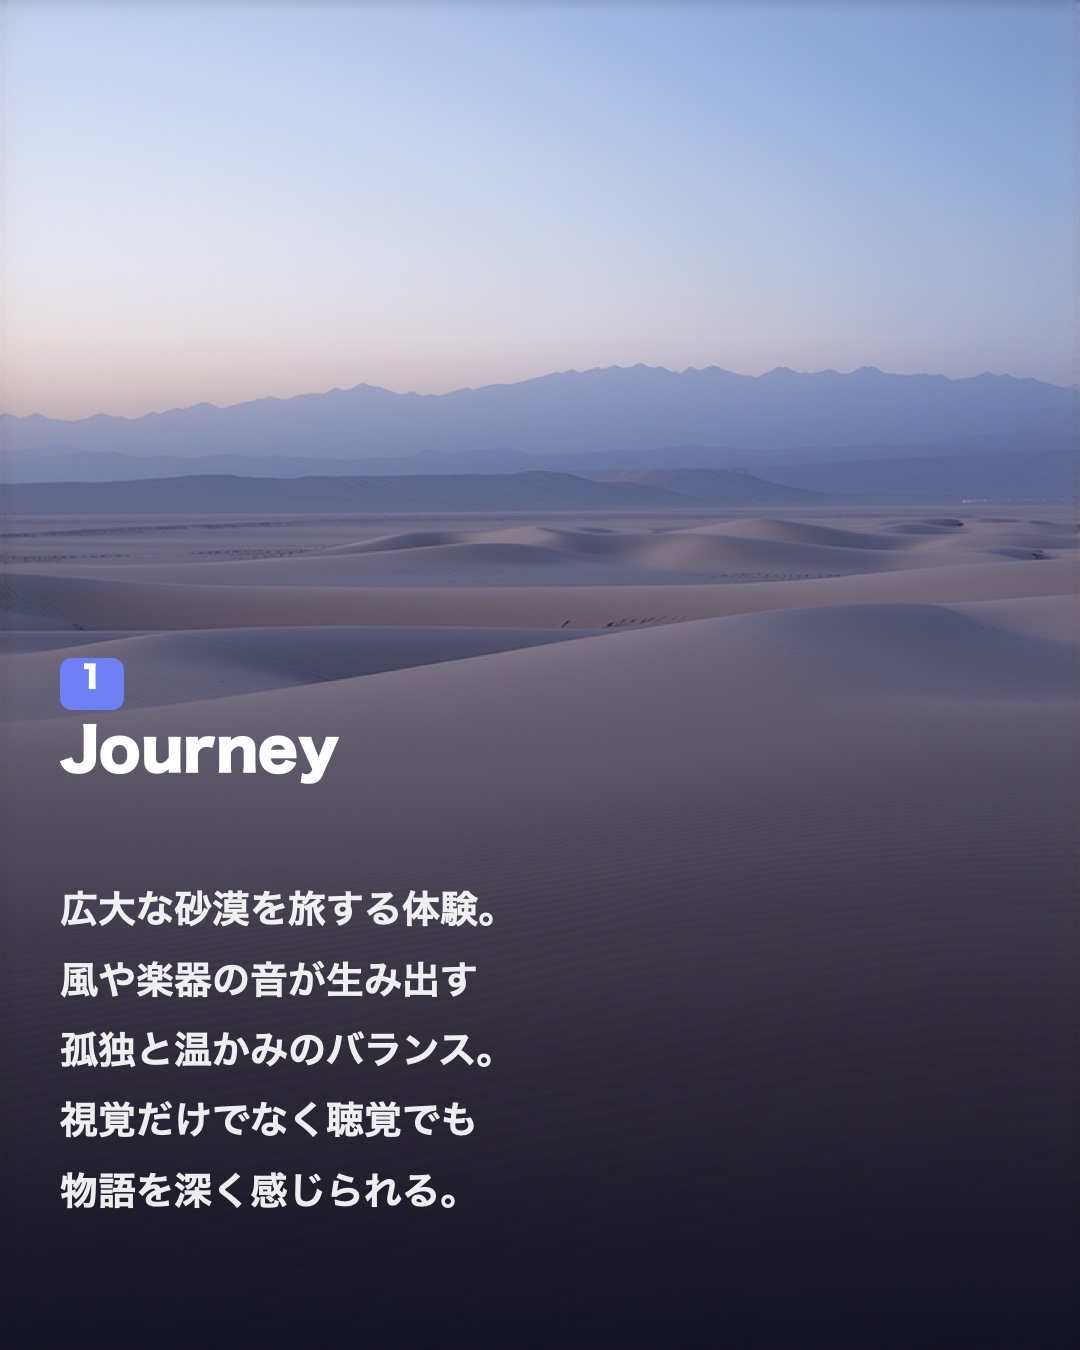 1
Journey
広大な砂漠を旅する体験。
風や楽器の音が生み出す
孤独と温かみのバランス。
視覚だけでなく聴覚でも
物語を深く感じられる。